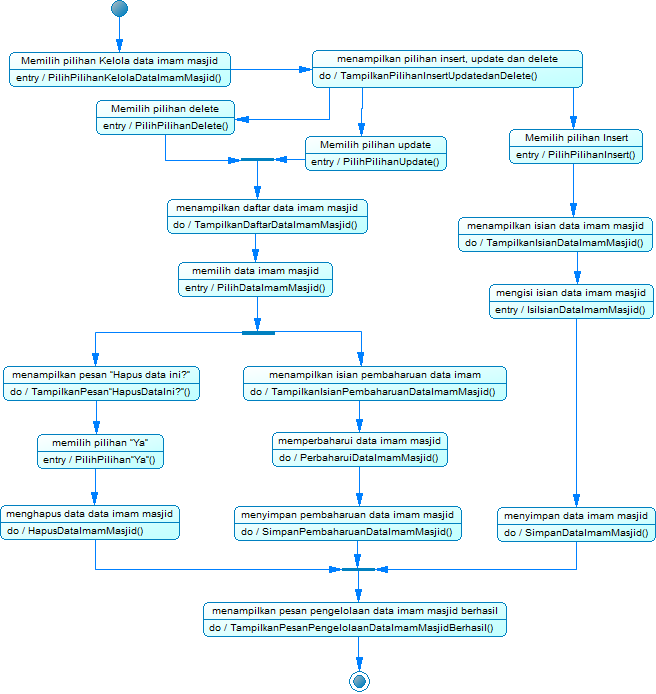 Memilih pilihan Kelola data imam masjid
entry / PilihPilihanKelolaDataImamMasjid()
menampilkan pilihan insert, update dan delete
do / TampilkanPilihanInsertUpdatedanDelete()
Memilih pilihan delete
entry / PilihPilihanDelete()
Memilih pilihan update
entry / PilihPilihanUpdate()
Memilih pilihan Insert
entry / PilihPilihanInsert()
menampilkan daftar data imam masjid
do / TampilkanDaftarDataImamMasjid()
menampilkan isian data imam masjid
do / TampilkanIsianDataImamMasjid()
memilih data imam masjid
entry / PilihDataImamMasjid()
mengisi isian data imam masjid
entry / IsiIsianDataImamMasjid()
menampilkan pesan "Hapus data ini?"
do / TampilkanPesan"HapusDataIni?"()
menampilkan isian pembaharuan data imam
do / TampilkanIsianPembaharuanDataImamMasjid()
memilih pilihan "Ya"
entry / PilihPilihan"Ya"()
memperbaharui data imam masjid
do / PerbaharuiDataImamMasjid()
menghapus data data imam masjid
do / HapusDataImamMasjid()
menyimpan pembaharuan data imam masjid
do / SimpanPembaharuanDataImamMasjid()
menyimpan data imam masjid
do / SimpanDataImamMasjid()
menampilkan pesan pengelolaan data imam masjid berhasil
do / TampilkanPesanPengelolaanDataImamMasjidBerhasil()